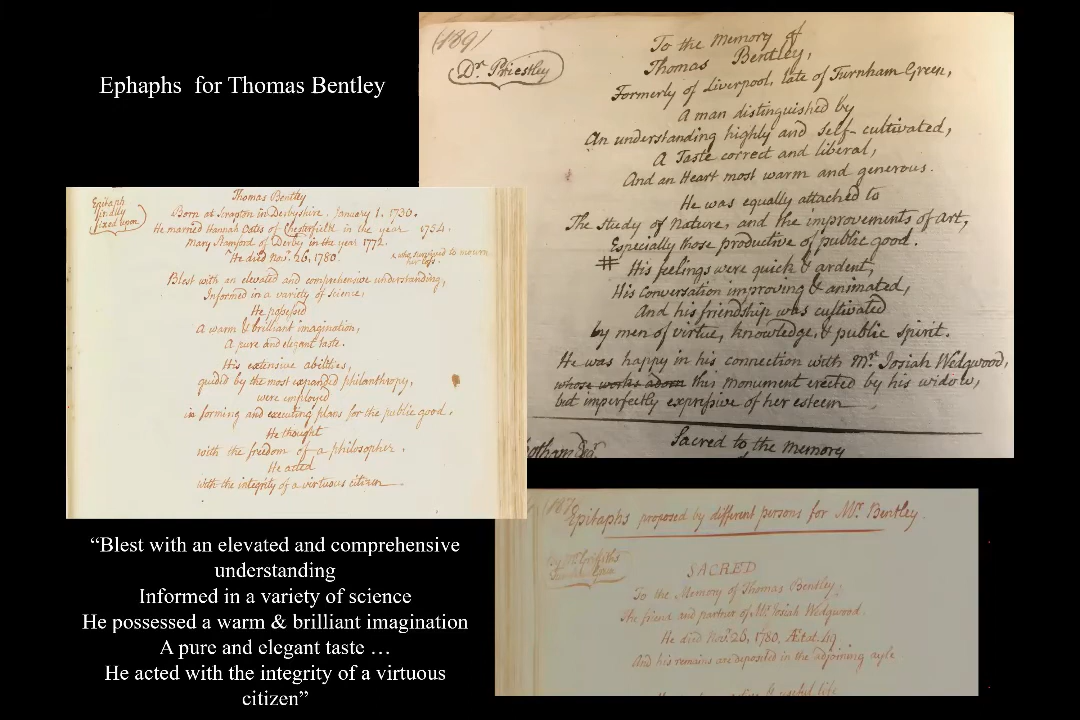 Ephaphs for Thomas Bentley
(189)
Dr. Priestley
To the Memory of
Thomas Bentley,
Formerly of Liverpool, late of Turnham Green,
A man distinguished by
An understanding highly and self-cultivated,
A Taste correct and liberal,
And an Heart most warm and generous.
He was equally attached to
The study of Nature, and the improvements of Art,
Especially those productive of public good.
# His feelings were quick & ardent,
His conversation improving & animated,
And his friendship was cultivated
by men of virtue, knowledge, & public spirit.
He was happy in his connection with Mr. Josiah Wedgwood,
whose works adorn this monument erected by his widow,
but imperfectly expressive of her esteem
Sacred to the memory
Epitaph
finally
fixed upon
Thomas Bentley
Born at Scropton in Derbyshire. January 1. 1730.
He married Hannah Oates of Chesterfield in the year 1754.
Mary Stamford of Derby in the year 1772.
x who survived to mourn
her loss.
He died Novr. 26, 1780.
Blest with an elevated and comprehensive understanding,
Informed in a variety of science,
He possessed
A warm & brilliant imagination,
A pure and elegant taste.
His extensive abilities,
guided by the most expanded philanthropy,
were employed
in forming and executing plans for the public good.
He thought
with the freedom of a philosopher.
He acted
with the integrity of a virtuous citizen
“Blest with an elevated and comprehensive
understanding
Informed in a variety of science
He possessed a warm & brilliant imagination
A pure and elegant taste …
He acted with the integrity of a virtuous
citizen”
Epitaphs proposed by different persons for Mr. Bentley.
By Mr. Griffiths
Turnham Green
SACRED
To the Memory of Thomas Bentley;
The friend and partner of Mr. Josiah Wedgwood.
He died Novr. 26, 1780, Ætat. 49
And his remains are deposited in the adjoining ayle
& useful life